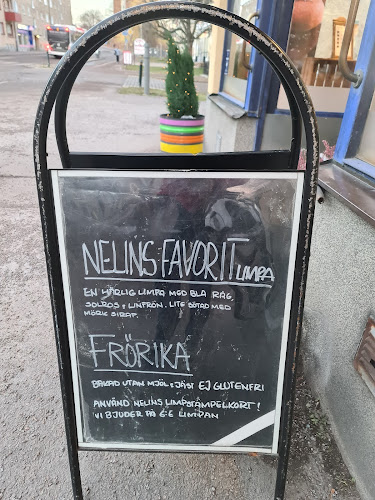 NELINS FAVORIT LIMPA
EN HÄRLIG LIMPA MED BLA RÅG,
SOLROS & LINFRÖN. LITE SÖTAD MED
MÖRK SIRAP.
FRÖRIKA
BAKAD UTAN MJÖL & JÄST EJ GLUTENFRI
ANVÄND NELINS LIMPSTÄMPELKORT!
VI BJUDER PÅ 6:E LIMPAN